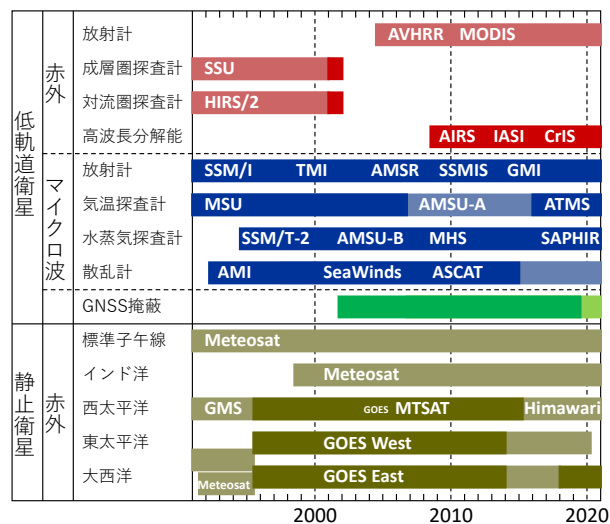 低軌道衛星
赤外
放射計 AVHRR MODIS
成層圏探査計 SSU
対流圏探査計 HIRS/2
高波長分解能 AIRS IASI CrIS
マイクロ波
放射計 SSM/I TMI AMSR SSMIS GMI
気温探査計 MSU AMSU-A ATMS
水蒸気探査計 SSM/T-2 AMSU-B MHS SAPHIR
散乱計 AMI SeaWinds ASCAT
GNSS掩蔽
静止衛星
赤外
標準子午線 Meteosat
インド洋 Meteosat
西太平洋 GMS GOES MTSAT Himawari
東太平洋 GOES West
大西洋 Meteosat GOES East
2000 2010 2020